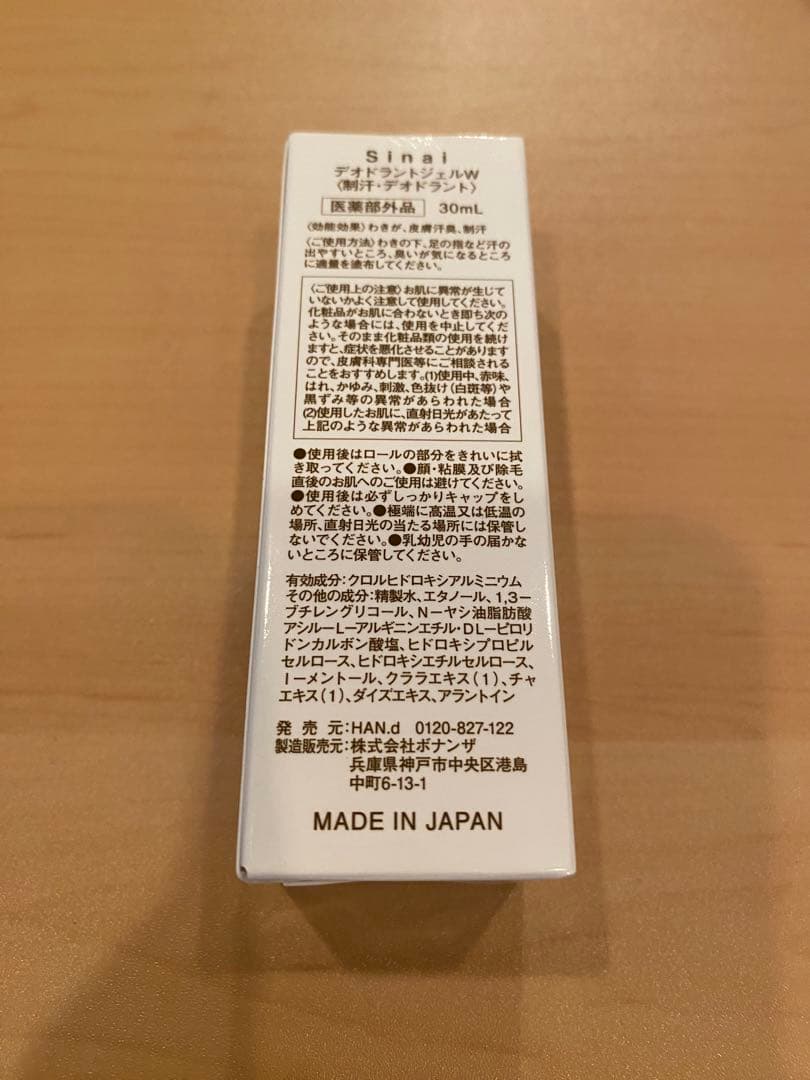 Sinai
デオドラントジェルW
〈制汗・デオドラント〉
医薬部外品 30mL
〈効能効果〉わきが、皮膚汗臭、制汗
〈ご使用方法〉わきの下、足の指など汗の
出やすいところ、臭いが気になるところ
に適量を塗布してください。
〈ご使用上の注意〉お肌に異常が生じて
いないかよく注意して使用してください。
化粧品がお肌に合わないとき即ち次の
ような場合には、使用を中止してくだ
さい。そのまま化粧品類の使用を続け
ますと、症状を悪化させることがあります
ので、皮膚科専門医等にご相談される
ことをおすすめします。(1)使用中、赤味、
はれ、かゆみ、刺激、色抜け(白斑等)や
黒ずみ等の異常があらわれた場合
(2)使用したお肌に、直射日光があたって
上記のような異常があらわれた場合
●使用後はロールの部分をきれいに拭
き取ってください。●顔・粘膜及び除毛
直後のお肌へのご使用は避けてください。
●使用後は必ずしっかりキャップをし
めてください。●極端に高温又は低温の
場所、直射日光の当たる場所には保管し
ないでください。●乳幼児の手の届かな
いところに保管してください。
有効成分:クロルヒドロキシアルミニウム
その他の成分:精製水、エタノール、1,3ー
ブチレングリコール、Nーヤシ油脂肪酸
アシルーLーアルギニンエチル・DLーピロリ
ドンカルボン酸塩、ヒドロキシプロピル
セルロース、ヒドロキシエチルセルロース、
lーメントール、クララエキス(1)、チャ
エキス(1)、ダイズエキス、アラントイン
発売元:HAN.d 0120-827-122
製造販売元:株式会社ボナンザ
兵庫県神戸市中央区港島
中町6-13-1
MADE IN JAPAN